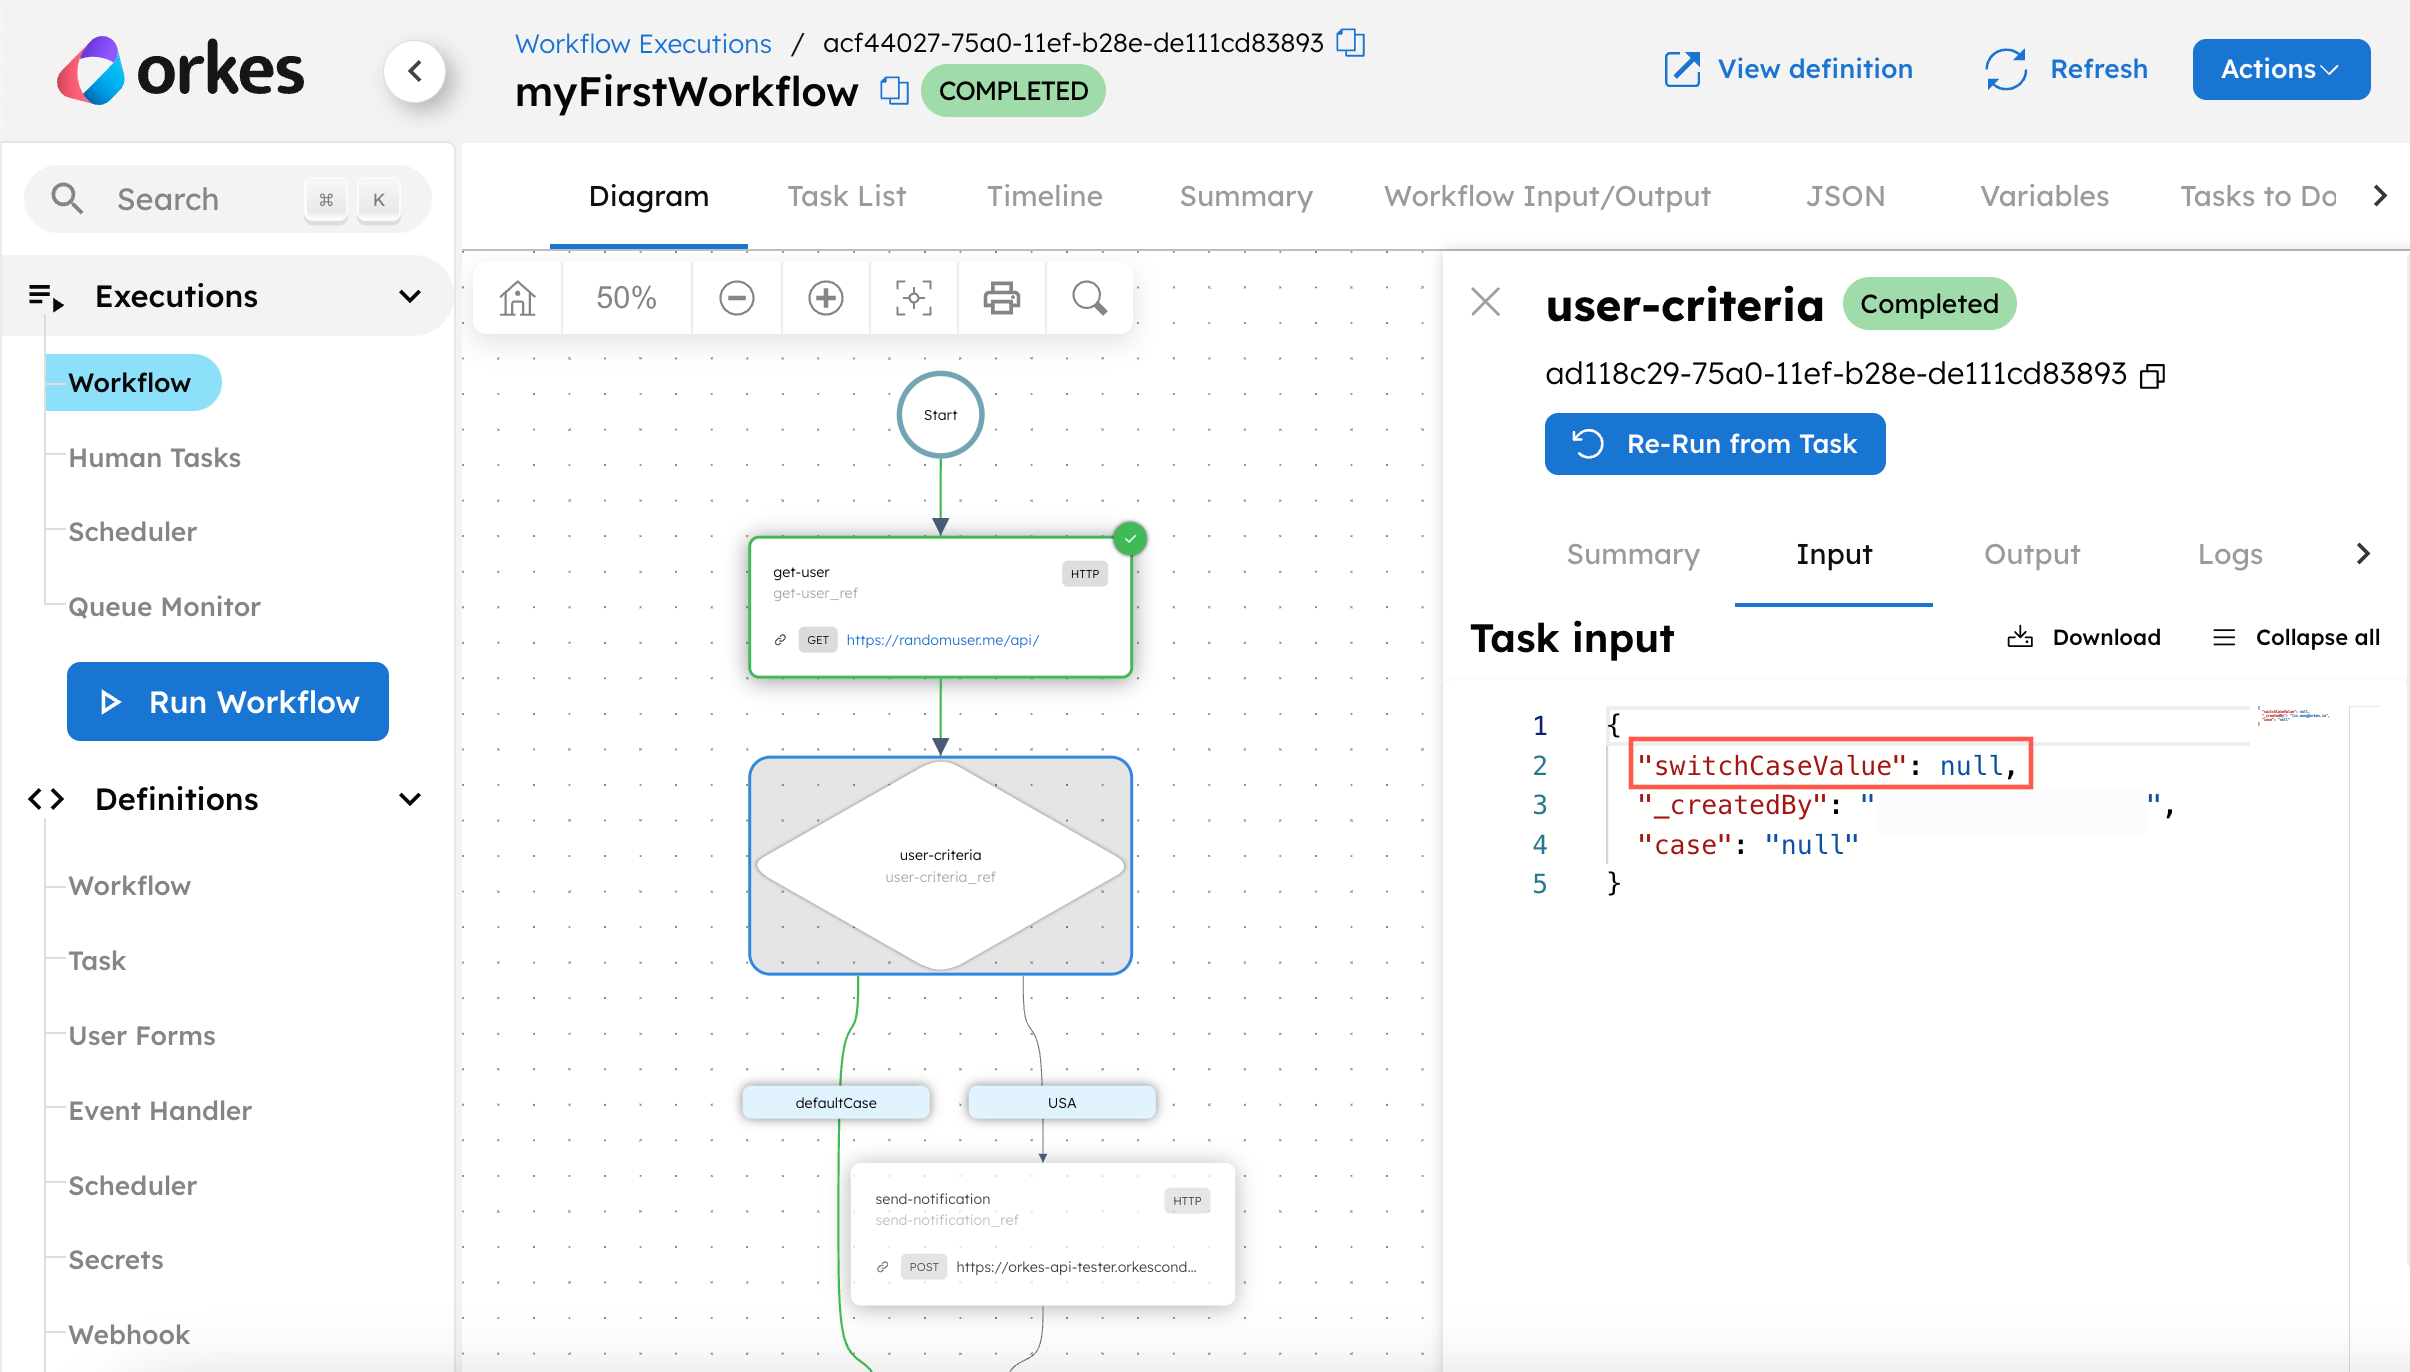 orkes
Workflow Executions / acf44027-75a0-11ef-b28e-de111cd83893
myFirstWorkflow COMPLETED
View definition
Refresh
Actions
Search ⌘ K
Executions
Workflow
Human Tasks
Scheduler
Queue Monitor
Run Workflow
Definitions
Workflow
Task
User Forms
Event Handler
Scheduler
Secrets
Webhook
Diagram Task List Timeline Summary Workflow Input/Output JSON Variables Tasks to Do
50%
Start
get-user HTTP
get-user_ref
GET https://randomuser.me/api/
user-criteria
user-criteria_ref
defaultCase USA
send-notification HTTP
send-notification_ref
POST https://orkes-api-tester.orkescond...
user-criteria Completed
ad118c29-75a0-11ef-b28e-de111cd83893
Re-Run from Task
Summary Input Output Logs
Task input Download Collapse all
1 {
2 "switchCaseValue": null,
3 "_createdBy": " ",
4 "case": "null"
5 }